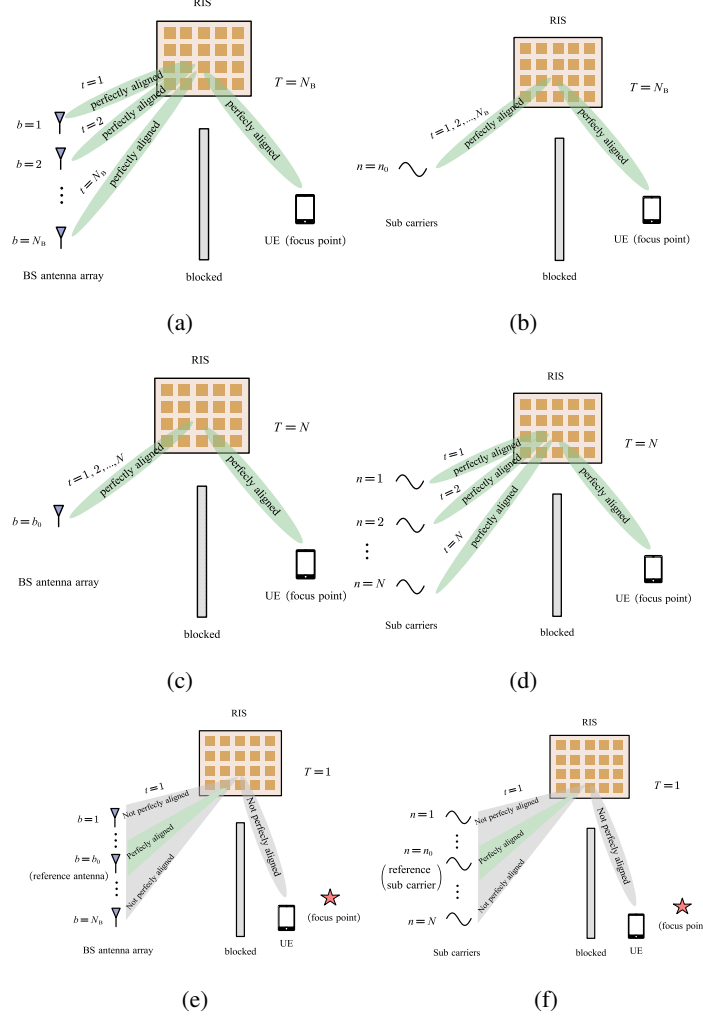 RIS
t=1
perfectly aligned
t=2
perfectly aligned
t=N_B
perfectly aligned
perfectly aligned
T=N_B
b=1
b=2
b=N_B
BS antenna array
blocked
UE (focus point)
(a)
RIS
t=1, 2,...,N_B
perfectly aligned
perfectly aligned
T=N_B
n=n_0
Sub carriers
blocked
UE (focus point)
(b)
RIS
t=1, 2,...,N
perfectly aligned
perfectly aligned
T=N
b=b_0
BS antenna array
blocked
UE (focus point)
(c)
RIS
t=1
perfectly aligned
t=2
perfectly aligned
t=N
perfectly aligned
perfectly aligned
T=N
n=1
n=2
n=N
Sub carriers
blocked
UE (focus point)
(d)
RIS
t=1
Not perfecly aligned
Perfecly aligned
Not perfecly aligned
Not perfecly aligned
T=1
b=1
b=b_0
(reference antenna)
b=N_B
BS antenna array
blocked
UE
(focus point)
(e)
RIS
t=1
Not perfecly aligned
Perfecly aligned
Not perfecly aligned
Not perfecly aligned
T=1
n=1
n=n_0
(reference
sub carrier)
n=N
Sub carriers
blocked
UE
(focus poin
(f)